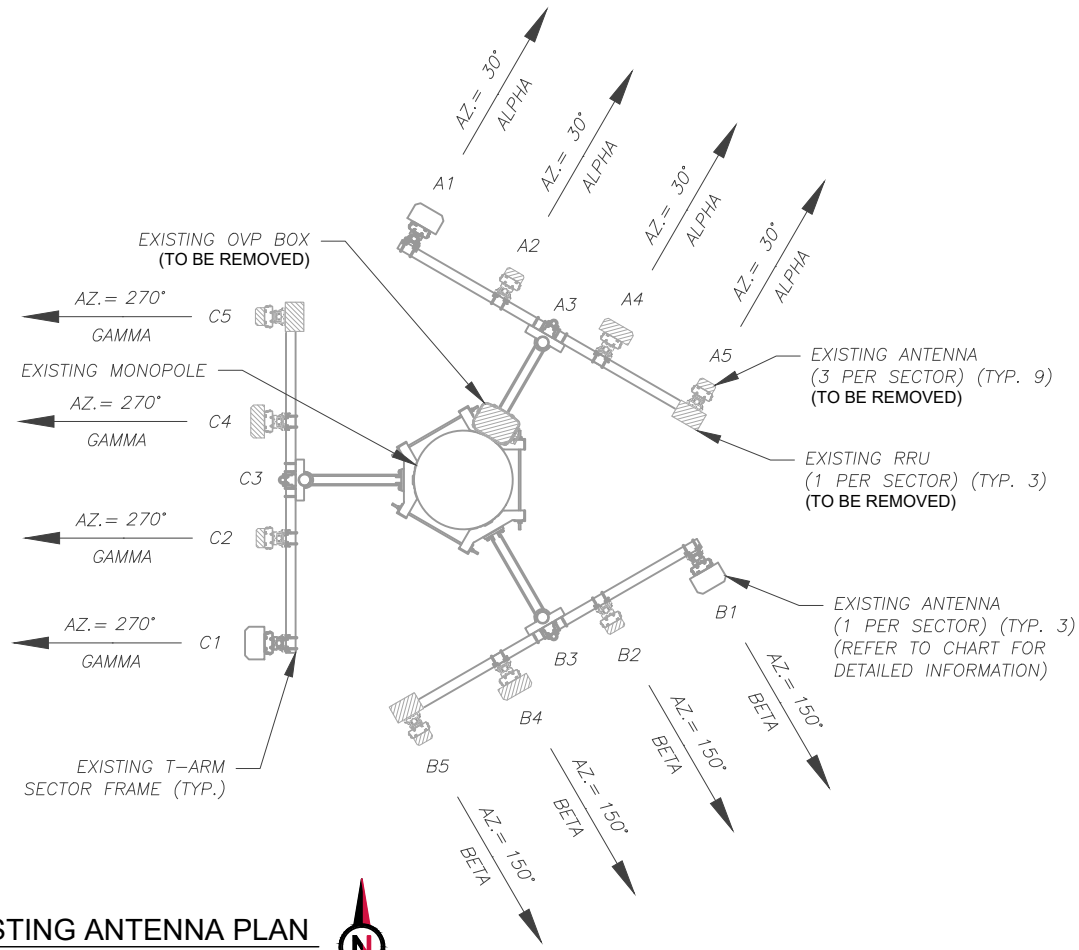 AZ.= 30°
ALPHA
AZ.= 30°
ALPHA
AZ.= 30°
ALPHA
AZ.= 30°
ALPHA
A1
A2
A3
A4
A5
EXISTING OVP BOX
(TO BE REMOVED)
AZ.= 270°
GAMMA
C5
EXISTING MONOPOLE
AZ.= 270°
GAMMA
C4
C3
AZ.= 270°
GAMMA
C2
AZ.= 270°
GAMMA
C1
EXISTING ANTENNA
(3 PER SECTOR) (TYP. 9)
(TO BE REMOVED)
EXISTING RRU
(1 PER SECTOR) (TYP. 3)
(TO BE REMOVED)
EXISTING ANTENNA
(1 PER SECTOR) (TYP. 3)
(REFER TO CHART FOR
DETAILED INFORMATION)
B1
B2
B3
B4
B5
AZ.= 150°
BETA
AZ.= 150°
BETA
AZ.= 150°
BETA
AZ.= 150°
BETA
EXISTING T-ARM
SECTOR FRAME (TYP.)
STING ANTENNA PLAN
N